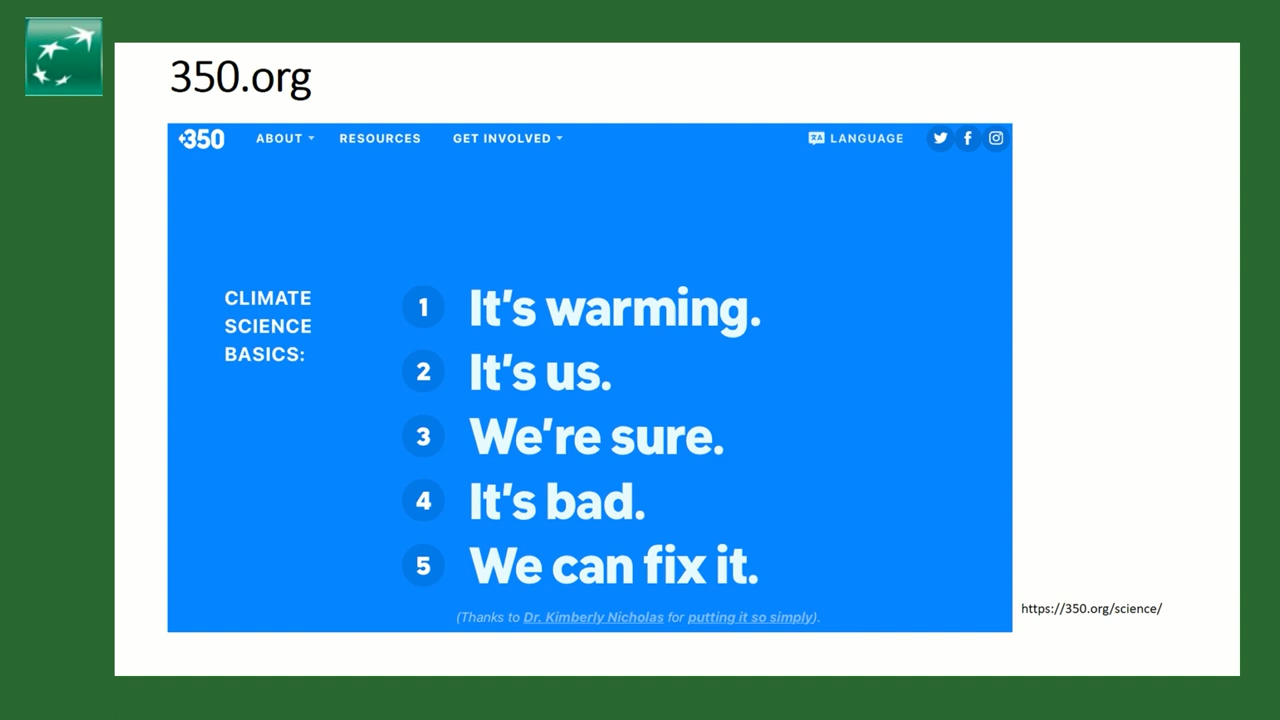 350.org
350
ABOUT
RESOURCES
GET INVOLVED
LANGUAGE
CLIMATE
SCIENCE
BASICS:
1 It's warming.
2 It's us.
3 We're sure.
4 It's bad.
5 We can fix it.
(Thanks to Dr. Kimberly Nicholas for putting it so simply).
https://350.org/science/